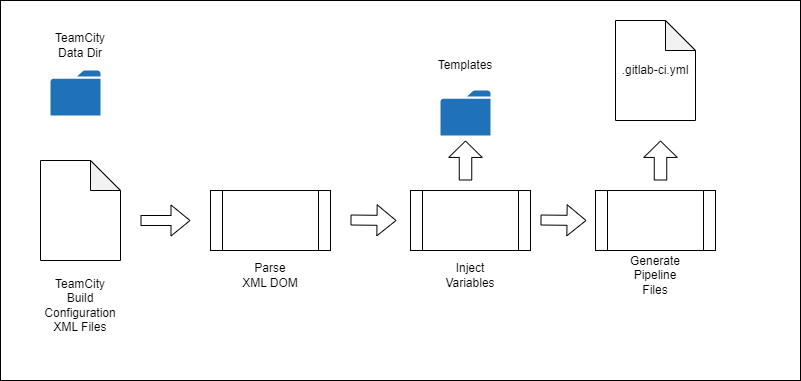 TeamCity
Data Dir
Templates
.gitlab-ci.yml
TeamCity
Build
Configuration
XML Files
Parse
XML DOM
Inject
Variables
Generate
Pipeline
Files